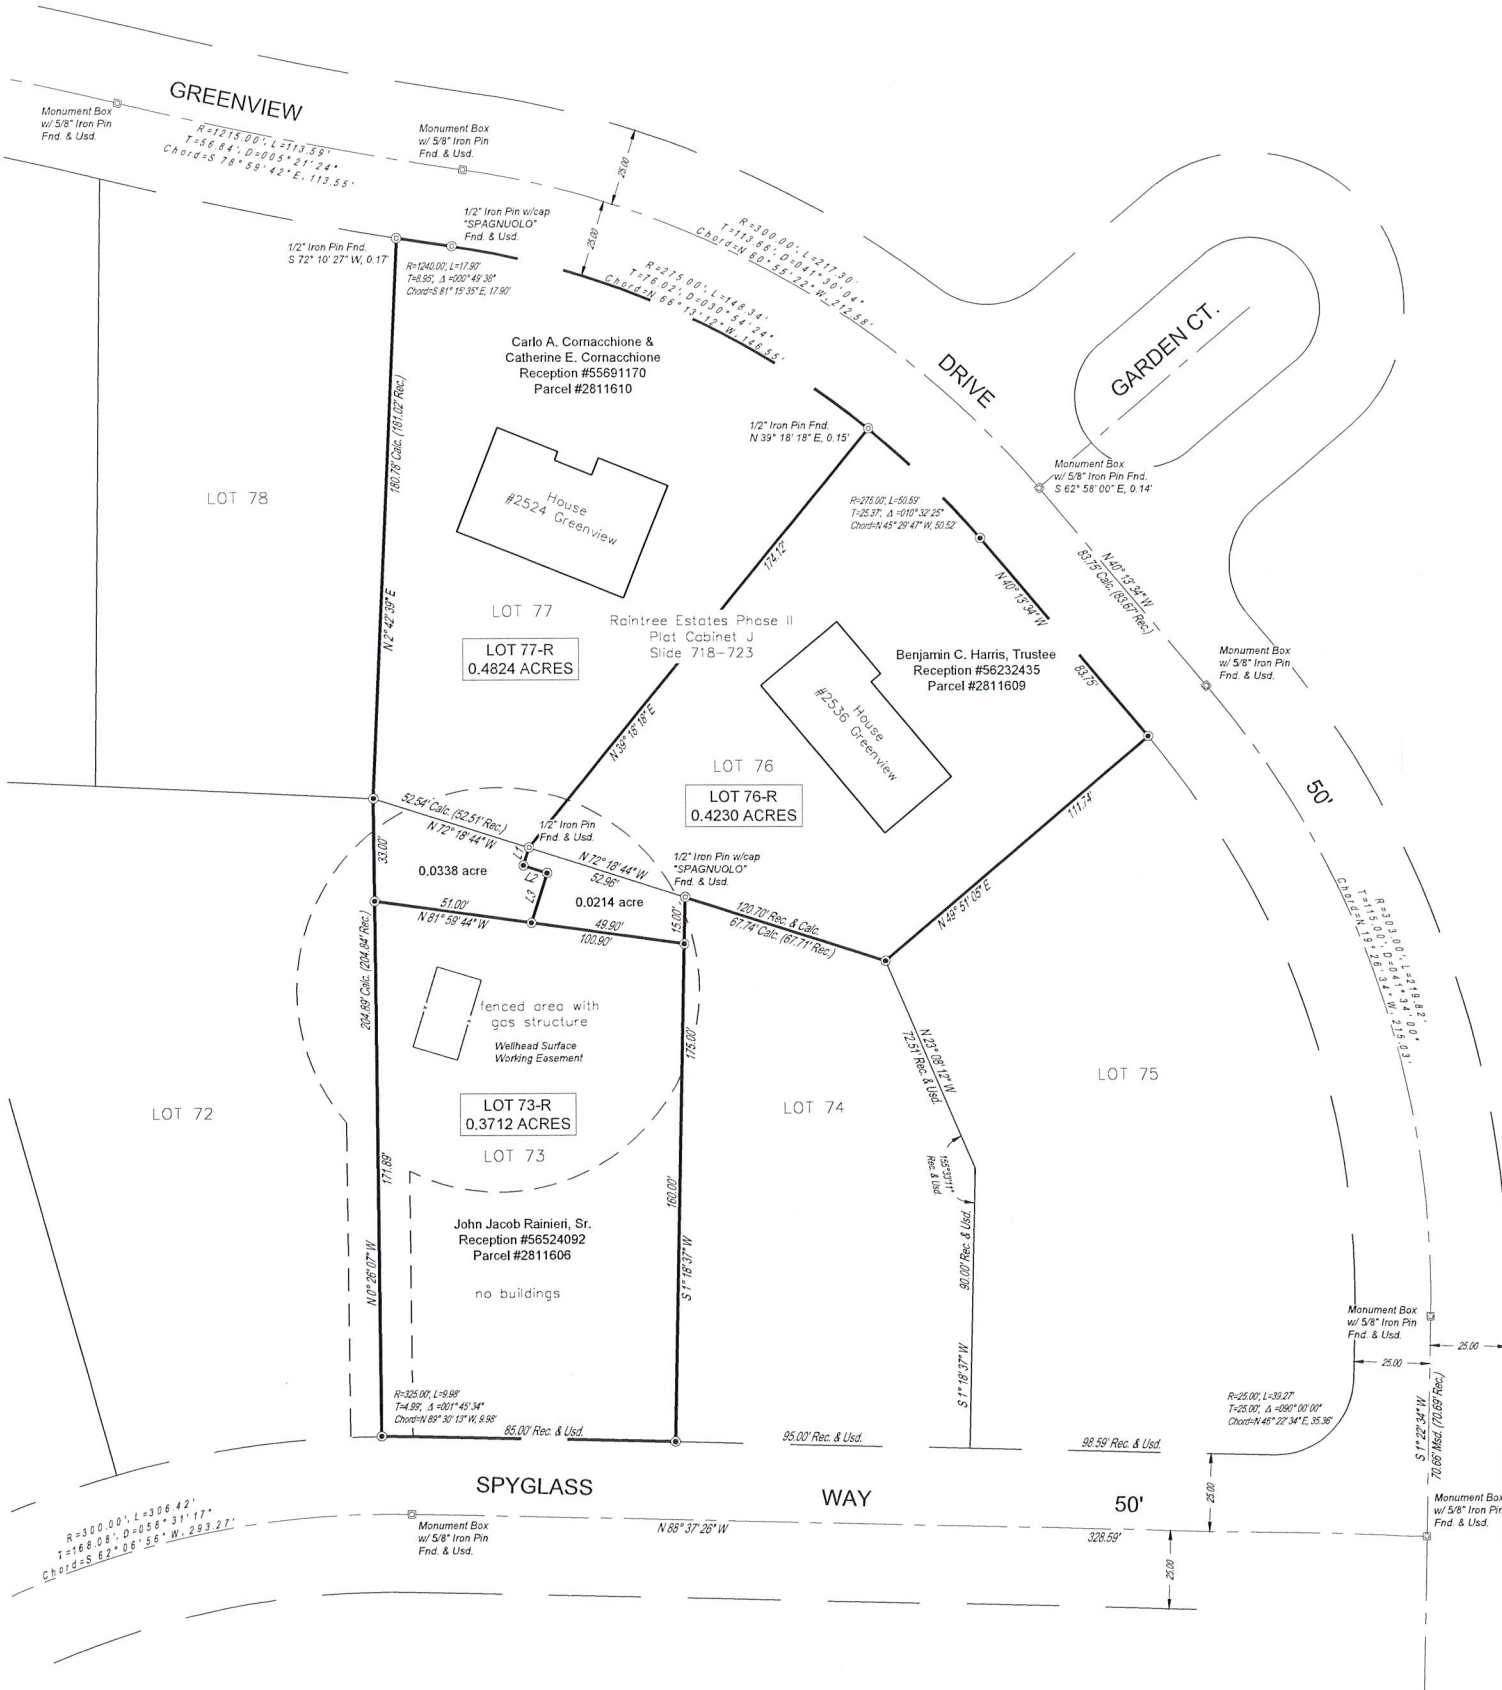 GREENVIEW
Monument Box
w/ 5/8" Iron Pin
Fnd. & Usd.
R=1215.00', L=113.59'
T=56.84', D=005° 21' 24"
Chord=S 78° 59' 42" E, 113.55'
Monument Box
w/ 5/8" Iron Pin
Fnd. & Usd.
25.00
25.00
1/2" Iron Pin w/cap
"SPAGNUOLO"
Fnd. & Usd.
1/2" Iron Pin Fnd.
S 72° 10' 27" W, 0.17'
R=1240.00', L=17.90'
T=8.95', Δ =000° 49' 38"
Chord=S 81° 15' 35" E, 17.90'
R=300.00', L=217.30'
T=113.66', D=041° 30' 04"
Chord=N 60° 55' 22" W, 212.58'
R=275.00', L=148.34'
T=76.02', D=030° 54' 24"
Chord=N 66° 13' 12" W, 146.55'
DRIVE
GARDEN CT.
Carlo A. Cornacchione &
Catherine E. Cornacchione
Reception #55691170
Parcel #2811610
1/2" Iron Pin Fnd.
N 39° 18' 18" E, 0.15'
Monument Box
w/ 5/8" Iron Pin Fnd.
S 62° 58' 00" E, 0.14'
180.78' Calc. (181.02' Rec.)
N 2° 42' 39" E
LOT 78
House
#2524 Greenview
R=275.00', L=50.59'
T=25.37', Δ =010° 32' 25"
Chord=N 45° 29' 47" W, 50.52'
174.12'
N 39° 18' 18" E
N 40° 13' 34" W
83.75'
N 40° 13' 34" W
83.75' Calc. (83.67' Rec.)
LOT 77
LOT 77-R
0.4824 ACRES
Raintree Estates Phase II
Plat Cabinet J
Slide 718-723
Benjamin C. Harris, Trustee
Reception #56232435
Parcel #2811609
Monument Box
w/ 5/8" Iron Pin
Fnd. & Usd.
House
#2536 Greenview
LOT 76
LOT 76-R
0.4230 ACRES
50'
111.74'
N 49° 51' 05" E
52.54' Calc. (52.51' Rec.)
N 72° 18' 44" W
1/2" Iron Pin
Fnd. & Usd.
33.00'
0.0338 acre
L1
L2
L3
N 72° 18' 44" W
52.96'
1/2" Iron Pin w/cap
"SPAGNUOLO"
Fnd. & Usd.
0.0214 acre
15.00'
51.00'
N 81° 59' 44" W
49.90'
100.90'
120.70' Rec. & Calc.
67.74' Calc. (67.71' Rec.)
R=303.00', L=219.82'
T=115.00', D=041° 34' 00"
Chord=N 19° 26' 34" W, 215.03'
204.89' Calc. (204.84' Rec.)
fenced area with
gas structure
Wellhead Surface
Working Easement
175.00'
N 23° 08' 12" W
72.51' Rec. & Usd.
LOT 75
LOT 72
LOT 73-R
0.3712 ACRES
LOT 74
LOT 73
171.89'
155°33'11"
Rec. & Usd.
160.00'
John Jacob Rainieri, Sr.
Reception #56524092
Parcel #2811606
no buildings
N 0° 26' 07" W
S 1° 18' 37" W
90.00' Rec. & Usd.
S 1° 18' 37" W
Monument Box
w/ 5/8" Iron Pin
Fnd. & Usd.
25.00
25.00
R=325.00', L=9.98'
T=4.99', Δ =001° 45' 34"
Chord=N 89° 30' 13" W, 9.98'
85.00' Rec. & Usd.
95.00' Rec. & Usd.
98.59' Rec. & Usd.
R=25.00', L=39.27'
T=25.00', Δ =090° 00' 00"
Chord=N 46° 22' 34" E, 35.36'
S 1° 22' 34" W
70.66' Msd. (70.69' Rec.)
SPYGLASS
WAY
50'
25.00
Monument Box
w/ 5/8" Iron Pin
Fnd. & Usd.
R=300.00', L=306.42'
T=168.08', D=058° 31' 17"
Chord=S 62° 06' 56" W, 293.27'
Monument Box
w/ 5/8" Iron Pin
Fnd. & Usd.
N 88° 37' 26" W
328.59'
25.00